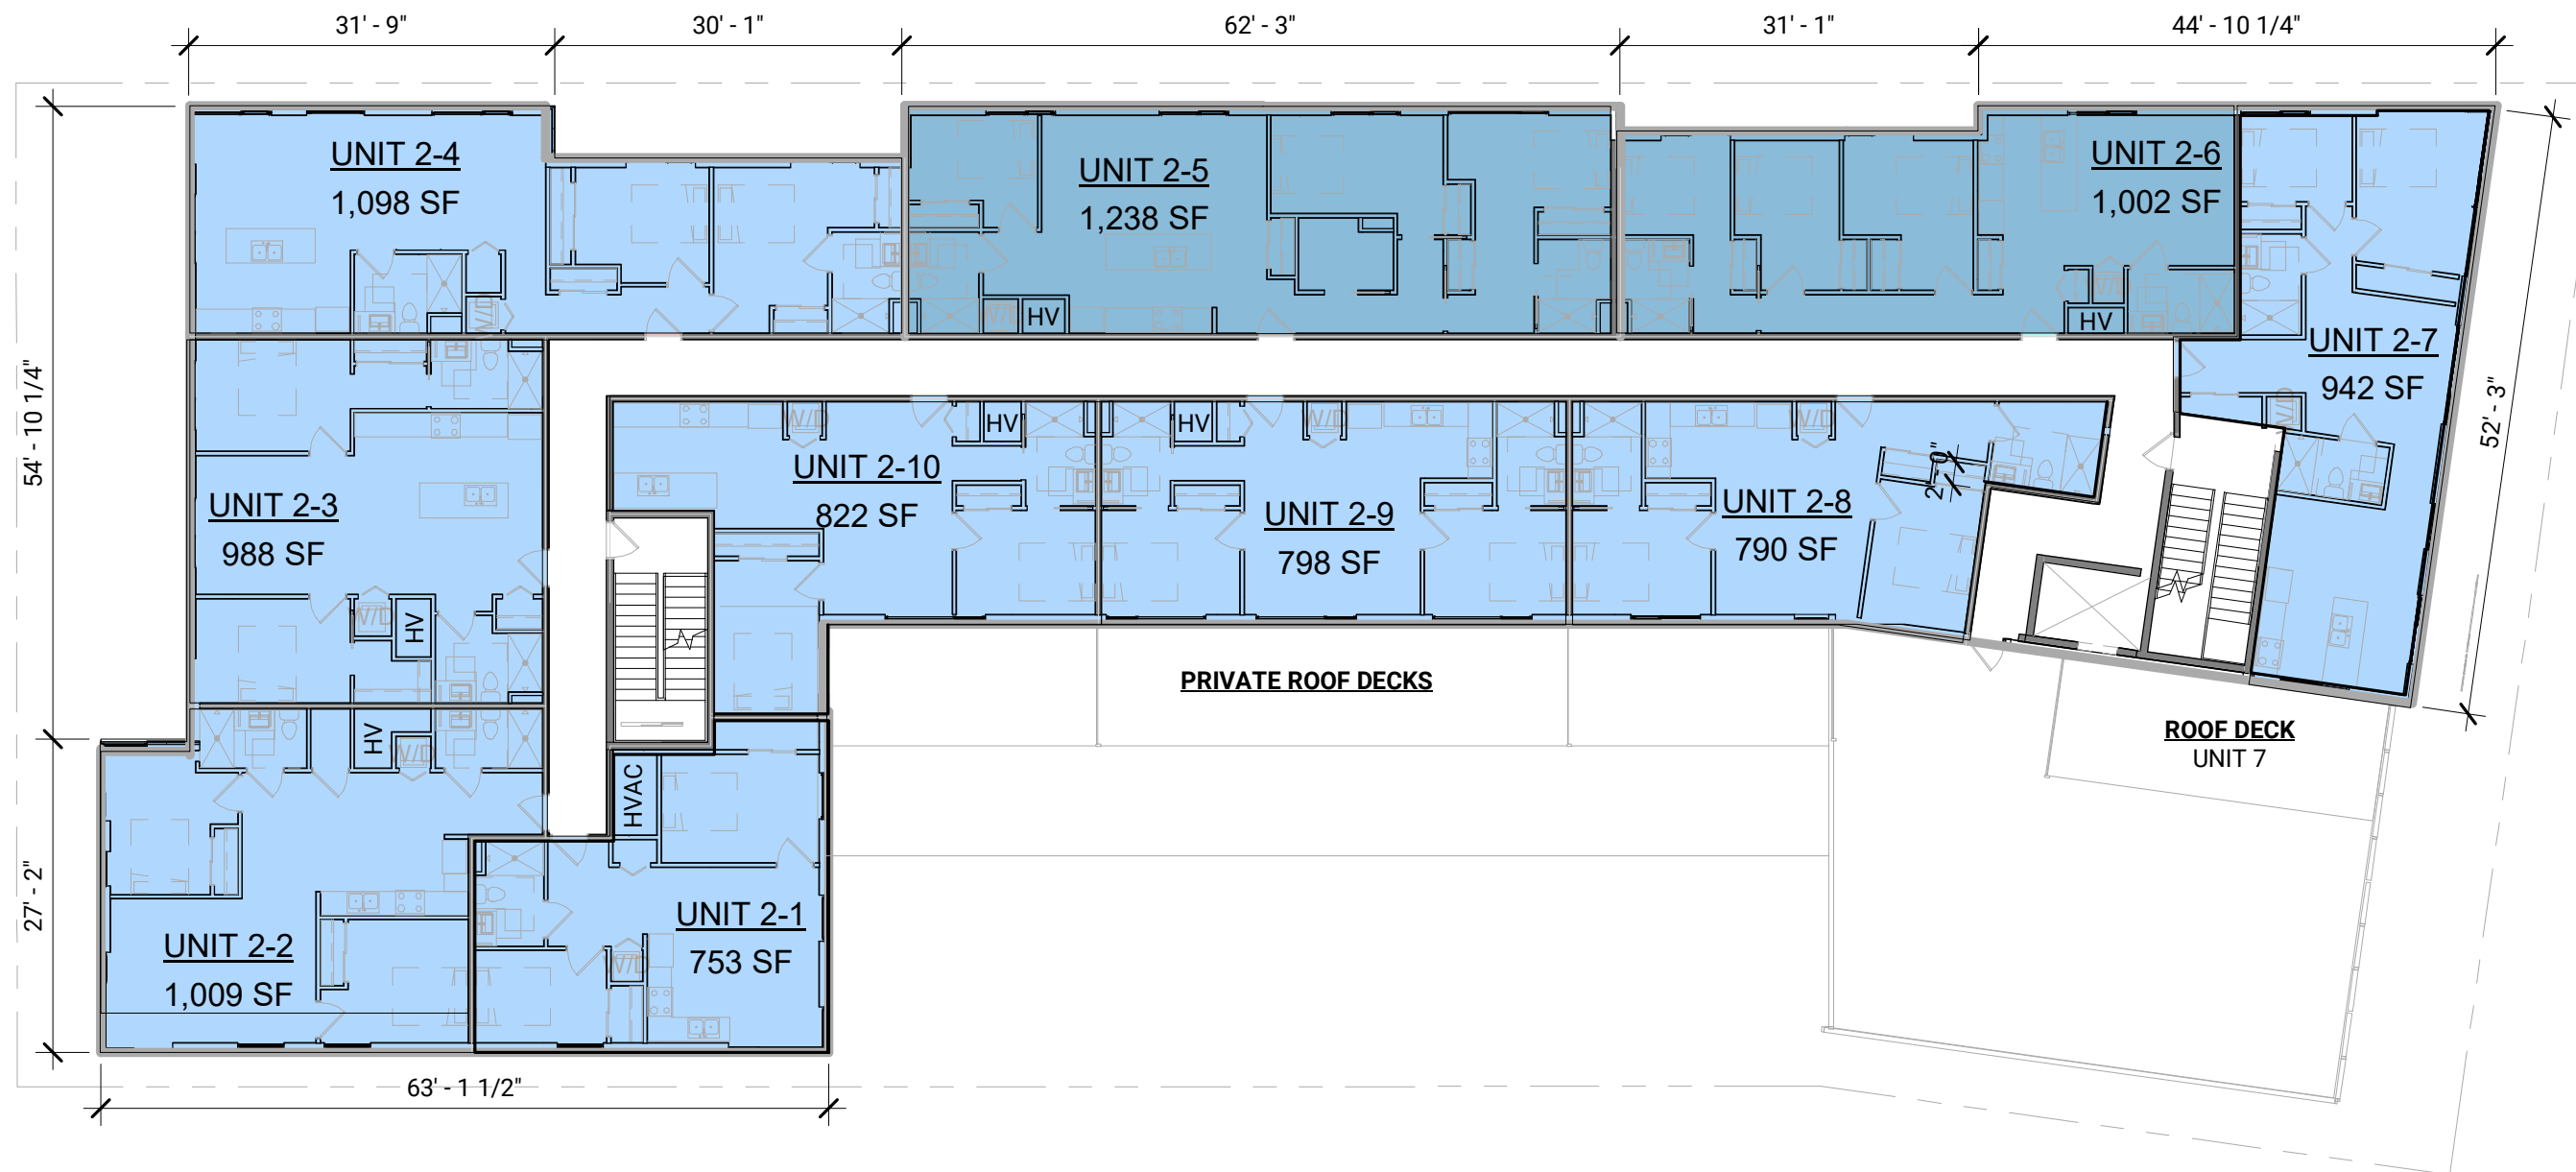 31' - 9"
30' - 1"
62' - 3"
31' - 1"
44' - 10 1/4"
UNIT 2-4
1,098 SF
UNIT 2-5
1,238 SF
UNIT 2-6
1,002 SF
W/D
W/D
HV
W/D
HV
UNIT 2-7
942 SF
W/D
54' - 10 1/4"
52' - 3"
W/D
HV
HV
W/D
W/D
UNIT 2-10
822 SF
UNIT 2-3
988 SF
UNIT 2-9
798 SF
UNIT 2-8
790 SF
2' 0"
W/D
HV
PRIVATE ROOF DECKS
HV
W/D
ROOF DECK
UNIT 7
HVAC
27' - 2"
UNIT 2-1
753 SF
UNIT 2-2
1,009 SF
W/D
63' - 1 1/2"